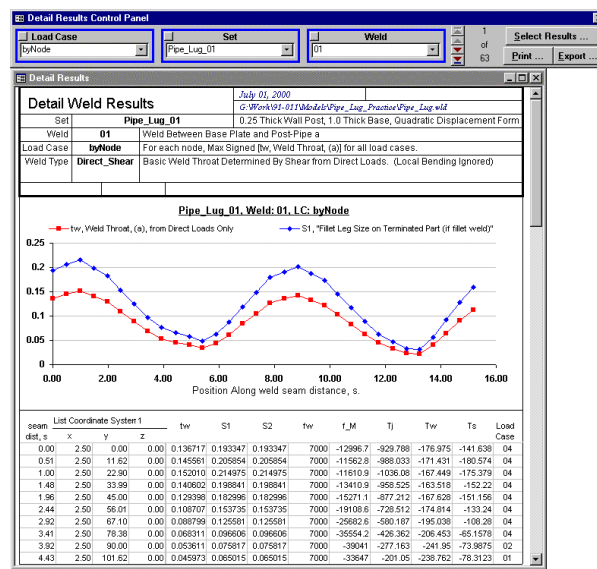 Detail Results Control Panel
Load Case Set Weld
byNode Pipe_Lug_01 01
1 of 63
Select Results ...
Print ... Export ...
Detail Results
Detail Weld Results
July 01, 2000
G:\Work\91-011\Models\Pipe_Lug_Practice\Pipe_Lug.wld
Set Pipe_Lug_01 0.25 Thick Wall Post, 1.0 Thick Base, Quadratic Displacement Form
Weld 01 Weld Between Base Plate and Post-Pipe a
Load Case byNode For each node, Max Signed [tw, Weld Throat, (a)] for all load cases.
Weld Type Direct_Shear Basic Weld Throat Determined By Shear from Direct Loads. (Local Bending Ignored)
Pipe_Lug_01, Weld: 01, LC: byNode
tw, Weld Throat, (a), from Direct Loads Only S1, "Fillet Leg Size on Terminated Part (if fillet weld)"
0.25
0.2
0.15
0.1
0.05
0
0.00 2.00 4.00 6.00 8.00 10.00 12.00 14.00 16.00
Position Along weld seam distance, s.
seam dist, s List Coordinate System 1 x y z tw S1 S2 tw f_M Tj Tw Ts Load Case
0.00 2.50 0.00 0.00 0.136717 0.193347 0.193347 7000 -12996.7 -929.788 -176.975 -141.638 04
0.51 2.50 11.62 0.00 0.145561 0.205854 0.205854 7000 -11562.8 -988.033 -171.431 -180.574 04
1.00 2.50 22.90 0.00 0.152010 0.214975 0.214975 7000 -11610.9 -1036.08 -167.449 -175.379 04
1.48 2.50 33.99 0.00 0.140602 0.198841 0.198841 7000 -13410.9 -958.525 -163.518 -152.22 04
1.96 2.50 45.00 0.00 0.129398 0.182996 0.182996 7000 -15271.1 -877.212 -167.628 -151.156 04
2.44 2.50 56.01 0.00 0.108707 0.153735 0.153735 7000 -19108.6 -728.512 -174.814 -133.24 04
2.92 2.50 67.10 0.00 0.088799 0.125581 0.125581 7000 -25682.6 -580.187 -195.038 -108.28 04
3.41 2.50 78.38 0.00 0.068311 0.096606 0.096606 7000 -35554.2 -426.362 -206.453 -65.1578 04
3.92 2.50 90.00 0.00 0.053611 0.075817 0.075817 7000 -39041 -277.163 -241.95 -73.9875 02
4.43 2.50 101.62 0.00 0.045973 0.065015 0.065015 7000 -33647 -201.05 -238.762 -78.3123 01